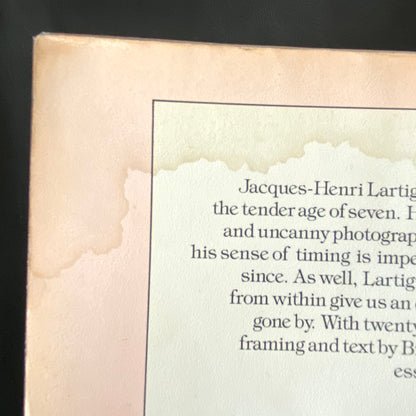 Jacques-Henri Lartig
the tender age of seven. H
and uncanny photograp
his sense of timing is impe
since. As well, Lartig
from within give us an
gone by. With twenty
framing and text by B
ess